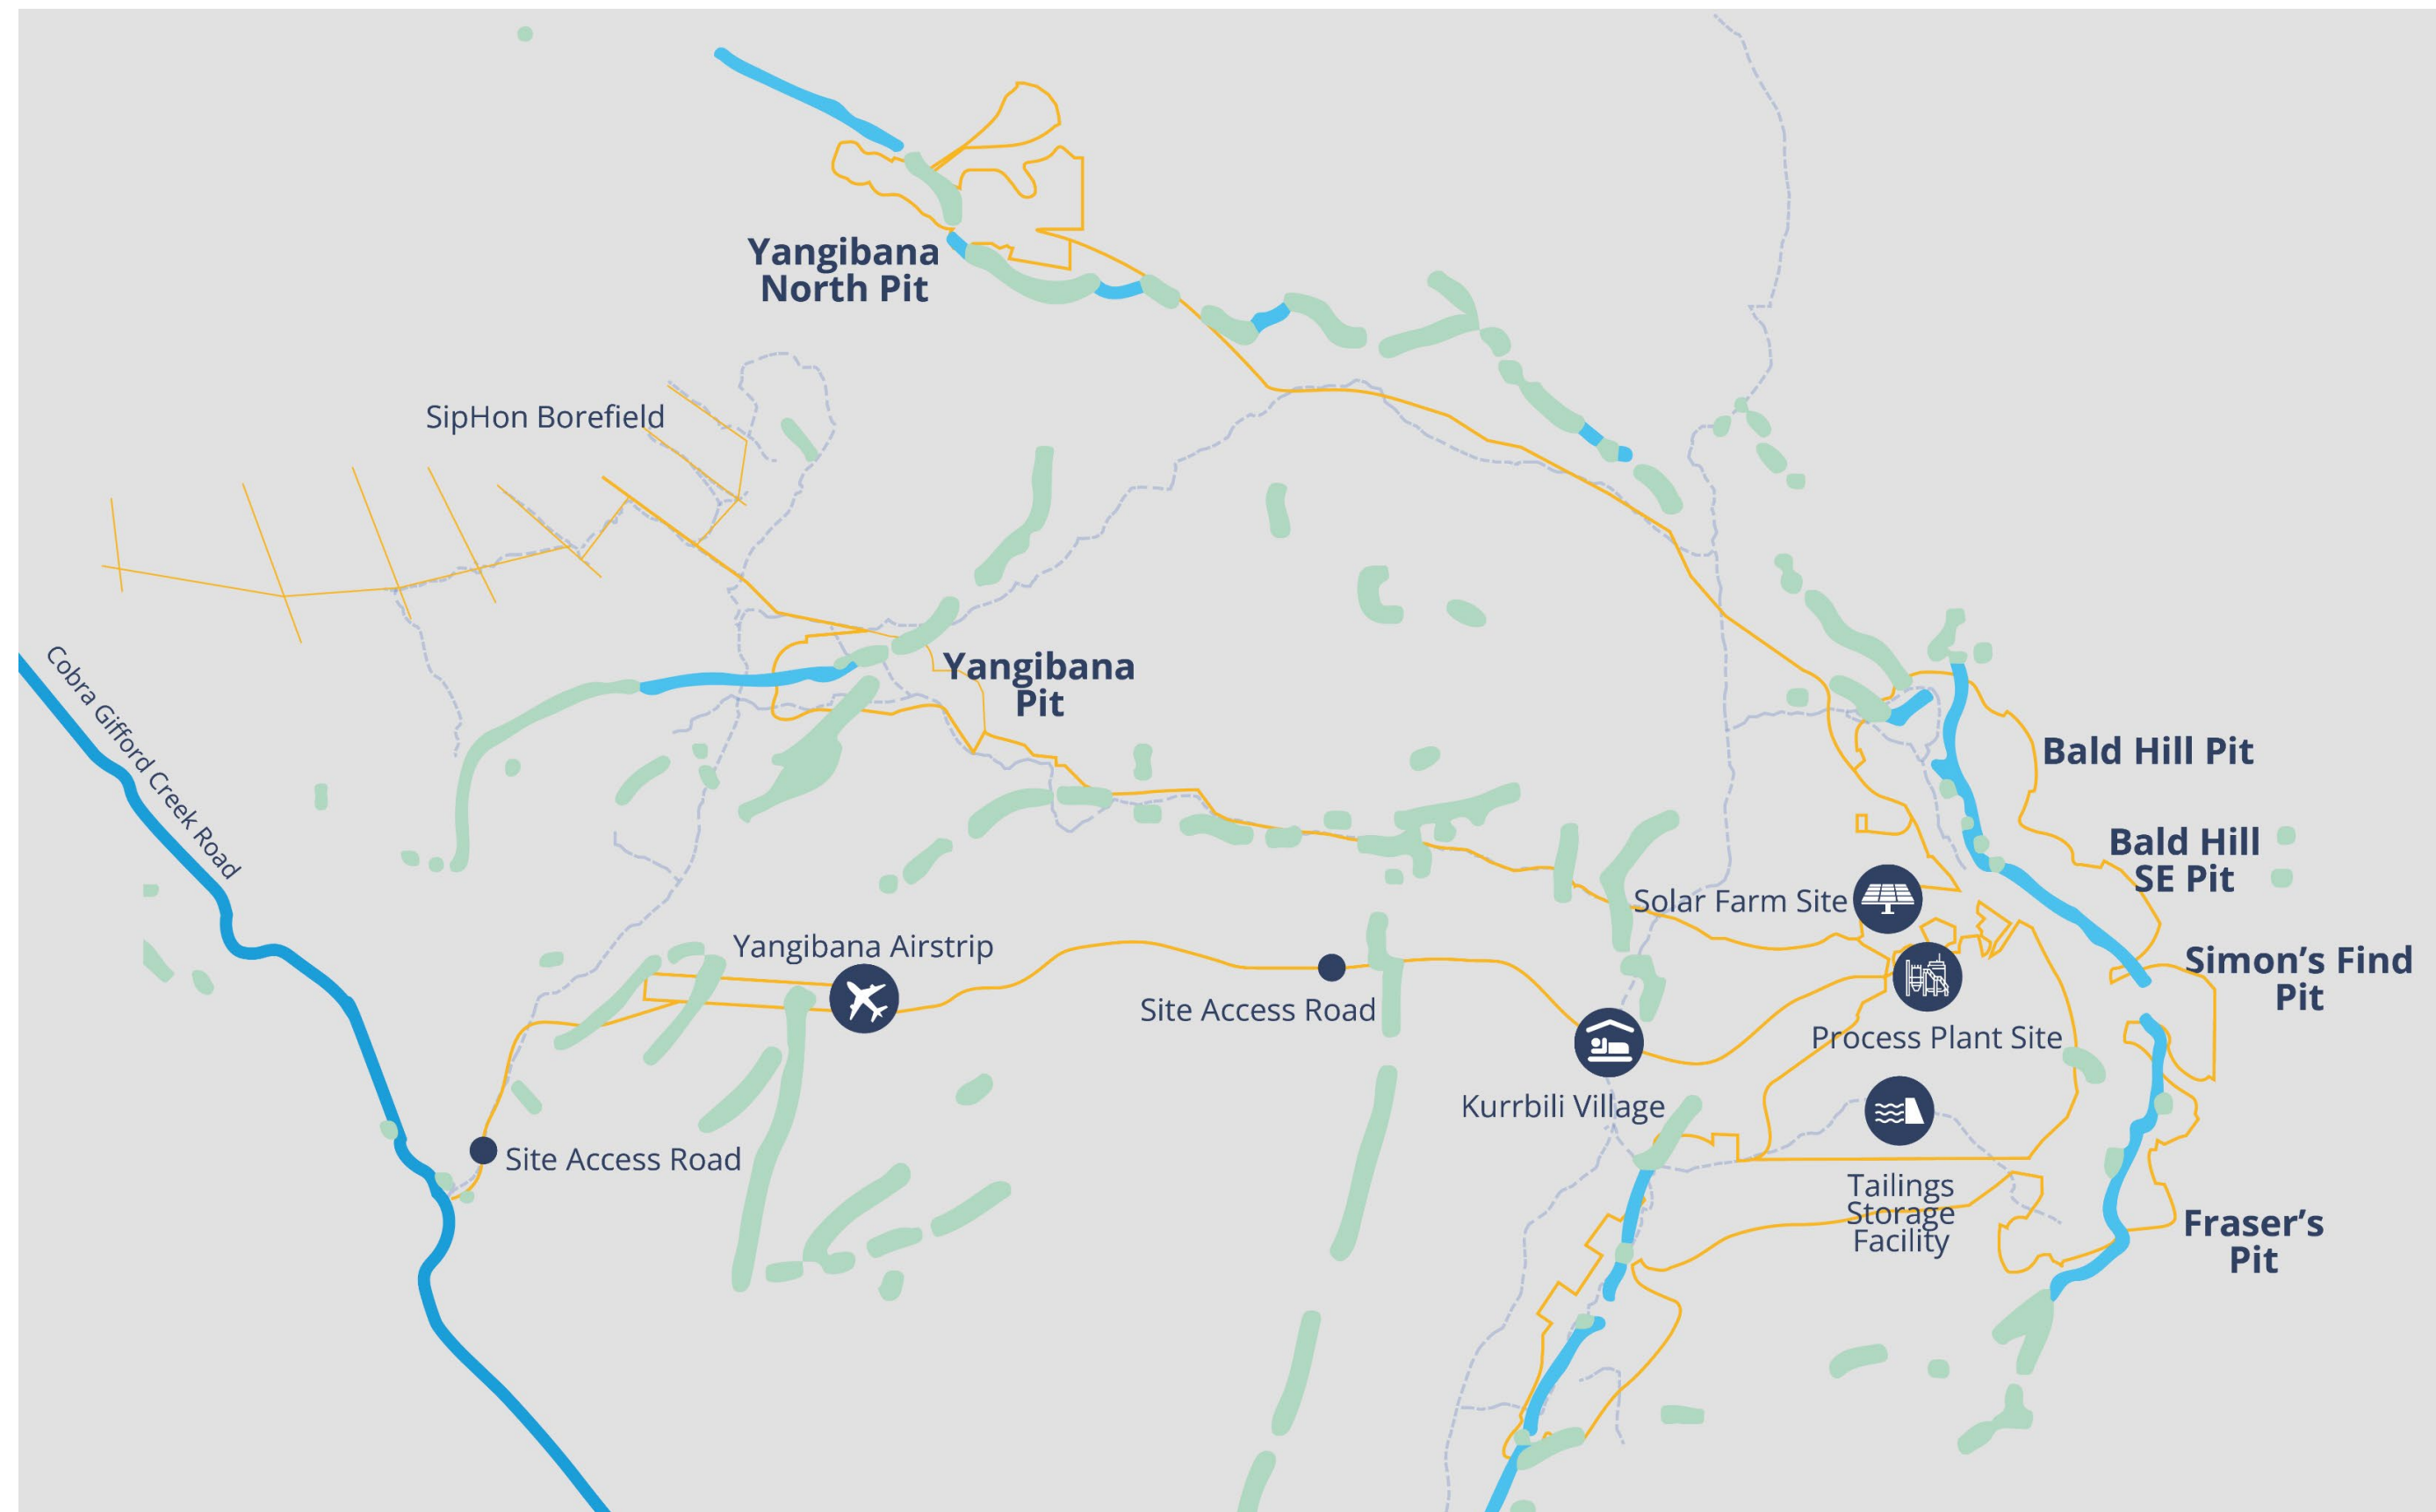 Yangibana
North Pit
SipHon Borefield
Yangibana
Pit
Cobra Gifford Creek Road
Bald Hill Pit
Bald Hill
SE Pit
Solar Farm Site
Yangibana Airstrip
Simon’s Find
Pit
Site Access Road
Process Plant Site
Kurrbili Village
Site Access Road
Tailings
Storage
Facility
Fraser’s
Pit